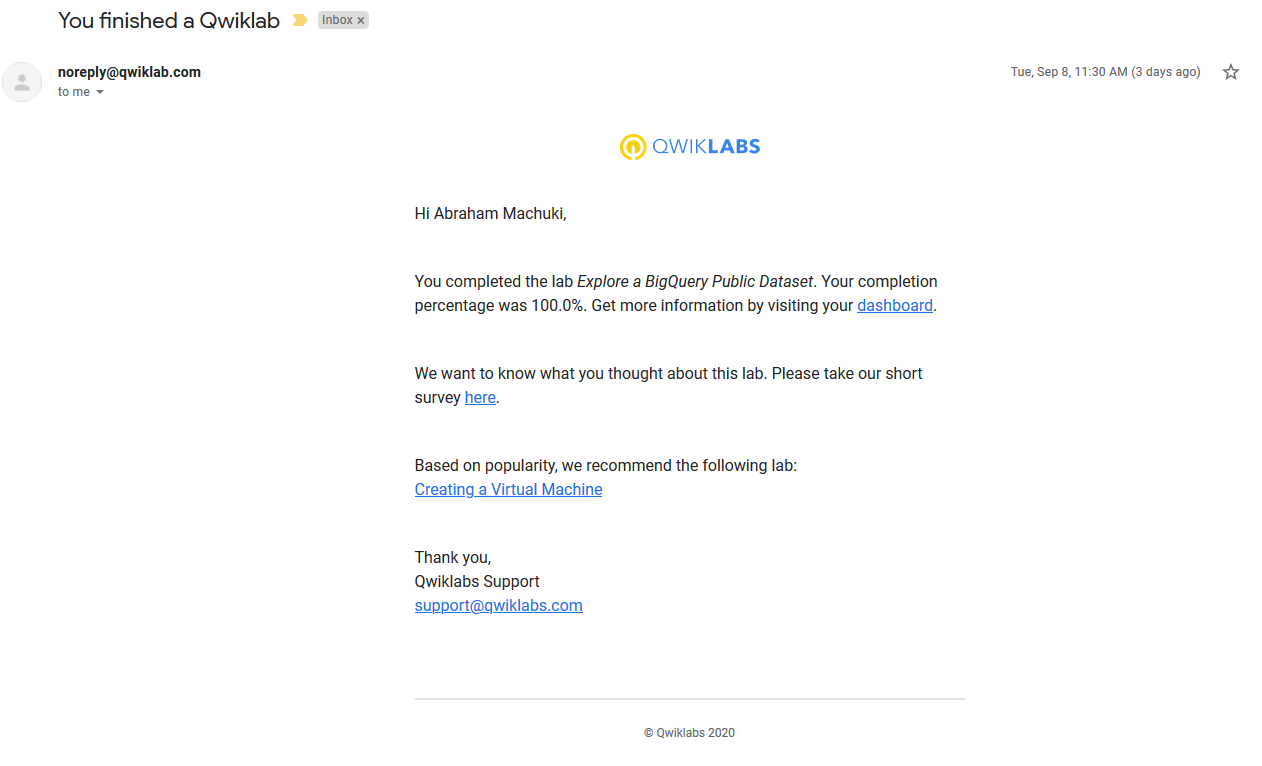 You finished a Qwiklab
Inbox ×
noreply@qwiklab.com
Tue, Sep 8, 11:30 AM (3 days ago)
to me
QWIKLABS
Hi Abraham Machuki,
You completed the lab Explore a BigQuery Public Dataset. Your completion
percentage was 100.0%. Get more information by visiting your dashboard.
We want to know what you thought about this lab. Please take our short
survey here.
Based on popularity, we recommend the following lab:
Creating a Virtual Machine
Thank you,
Qwiklabs Support
support@qwiklabs.com
© Qwiklabs 2020